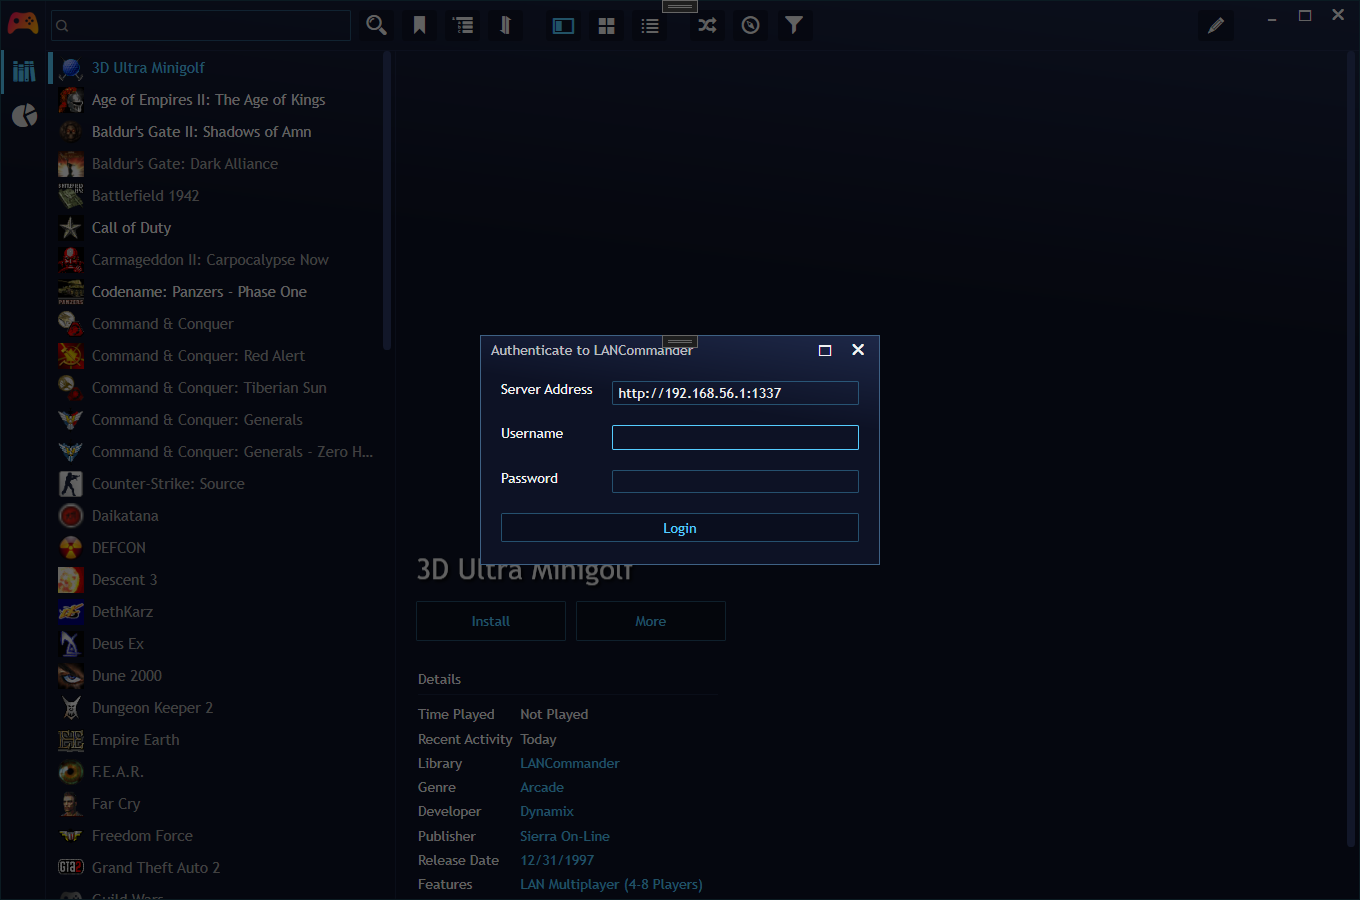 3D Ultra Minigolf
Age of Empires II: The Age of Kings
Baldur's Gate II: Shadows of Amn
Baldur's Gate: Dark Alliance
Battlefield 1942
Call of Duty
Carmageddon II: Carpocalypse Now
Codename: Panzers - Phase One
Command & Conquer
Command & Conquer: Red Alert
Command & Conquer: Tiberian Sun
Command & Conquer: Generals
Command & Conquer: Generals - Zero H...
Counter-Strike: Source
Daikatana
DEFCON
Descent 3
DethKarz
Deus Ex
Dune 2000
Dungeon Keeper 2
Empire Earth
F.E.A.R.
Far Cry
Freedom Force
GTA2
Grand Theft Auto 2
Guild Wars
Authenticate to LANCommander
Server Address http://192.168.56.1:1337
Username
Password
Login
3D Ultra Minigolf
Install More
Details
Time Played Not Played
Recent Activity Today
Library LANCommander
Genre Arcade
Developer Dynamix
Publisher Sierra On-Line
Release Date 12/31/1997
Features LAN Multiplayer (4-8 Players)